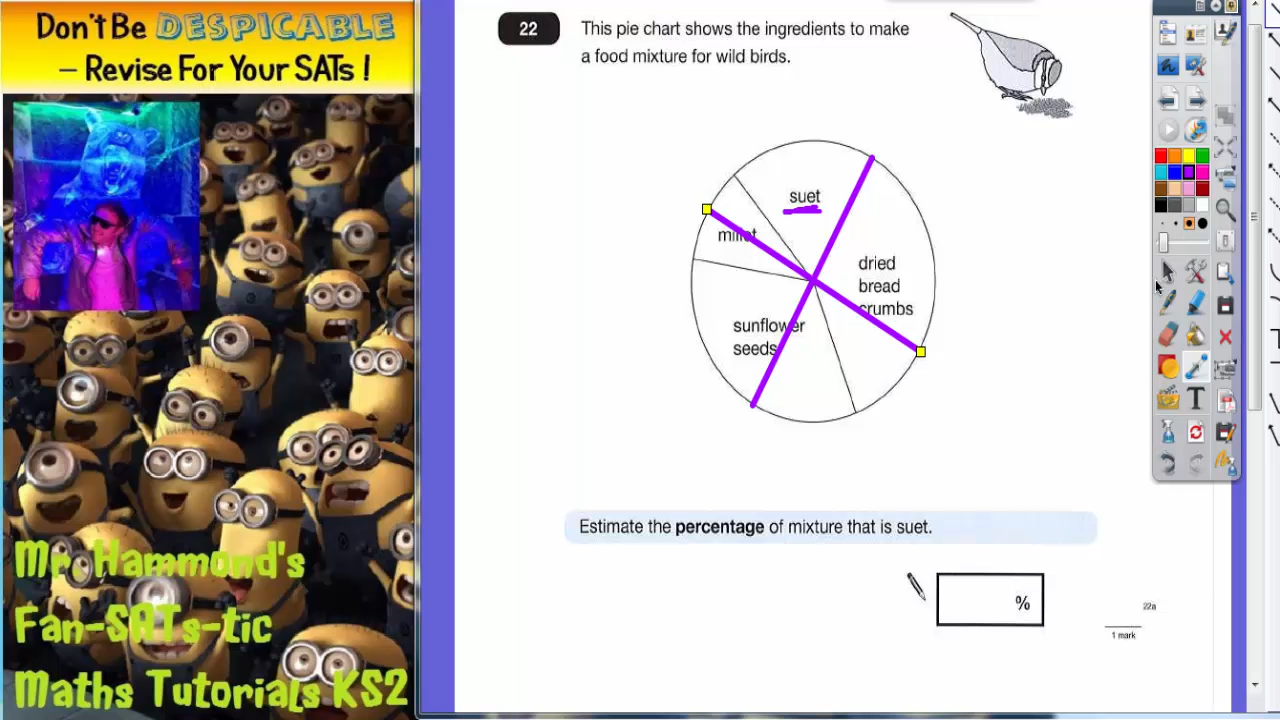 Don't Be DESPICABLE
– Revise For Your SATs !
Mr. Hammond's
Fan-SATs-tic
Maths Tutorials KS2
22
This pie chart shows the ingredients to make
a food mixture for wild birds.
suet
millet
dried
bread
crumbs
sunflower
seeds
Estimate the percentage of mixture that is suet.
%
22a
1 mark
T